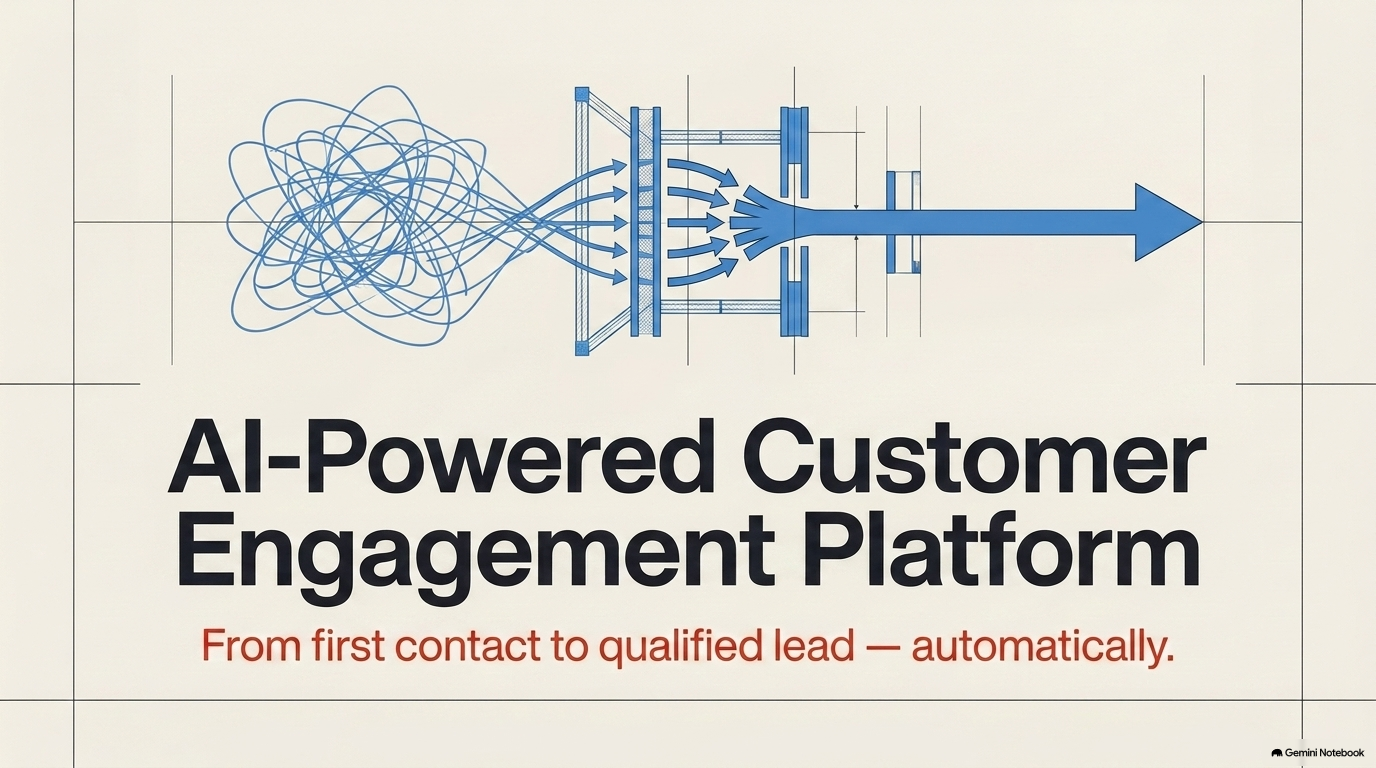 AI-Powered Customer
Engagement Platform
From first contact to qualified lead — automatically.
Gemini Notebook